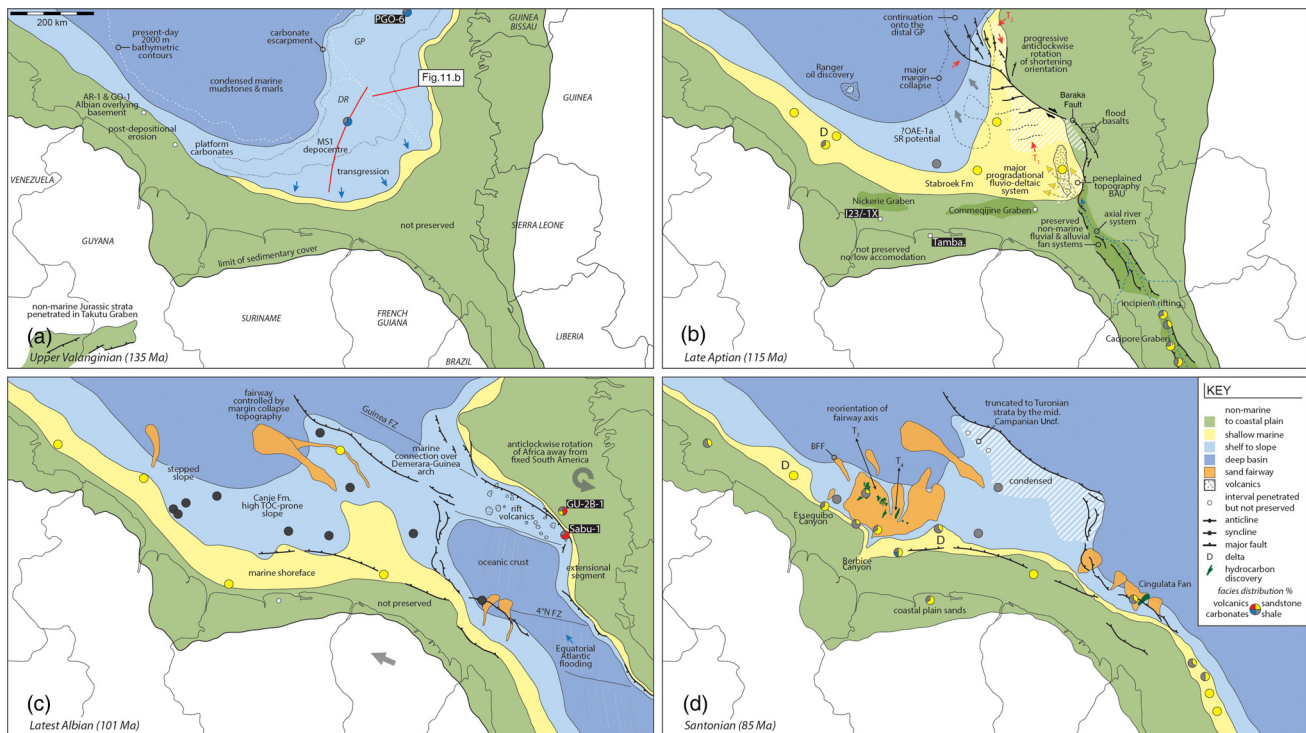 200 km
present-day
2000 m
bathymetric
contours
carbonate
escarpment
PGO-6
GP
GUINEA
BISSAU
condensed marine
mudstones & marls
Fig.11.b
GUINEA
AR-1 & GO-1
Albian overlying
basement
DR
post-depositional
erosion
platform
carbonates
MS1
depocentre
transgression
VENEZUELA
GUYANA
not preserved
SIERRA LEONE
limit of sedimentary cover
non-marine Jurassic strata
penetrated in Takutu Graben
SURINAME
FRENCH
GUIANA
LIBERIA
BRAZIL
(a)
Upper Valanginian (135 Ma)
continuation
onto the
distal GP
T2
progressive
anticlockwise
rotation
of shortening
orientation
Ranger
oil discovery
major
margin
collapse
Baraka
Fault
flood
basalts
D
?OAE-1a
SR potential
T1
Stabroek Fm
major
progradational
fluvio-deltaic
system
peneplained
topography
BAU
Nickerie Graben
I23/-1X
Commeqijine Graben
axial river
system
Tamba.
preserved
non-marine
fluvial & alluvial
fan systems
not preserved
no/low accomodation
incipient rifting
Cacipore Graben
(b)
Late Aptian (115 Ma)
fairway
controlled by
margin collapse
topography
Guinea FZ
marine
connection over
Demerara-Guinea
arch
anticlockwise rotation
of Africa away from
fixed South America
stepped
slope
Canje Fm.
high TOC-prone
slope
rift
volcanics
GU-2B-1
Sabu-1
oceanic crust
extensional
segment
marine shoreface
not preserved
4°N FZ
Equatorial
Atlantic
flooding
(c)
Latest Albian (101 Ma)
reorientation of
fairway axis
T3
T4
BFF
truncated to Turonian
strata by the mid.
Campanian Uncf.
D
condensed
Essequibo
Canyon
Berbice
Canyon
D
Cingulata Fan
coastal plain sands
(d)
Santonian (85 Ma)
KEY
non-marine
to coastal plain
shallow marine
shelf to slope
deep basin
sand fairway
volcanics
interval penetrated
but not preserved
anticline
syncline
major fault
D delta
hydrocarbon
discovery
facies distribution %
volcanics sandstone
carbonates shale